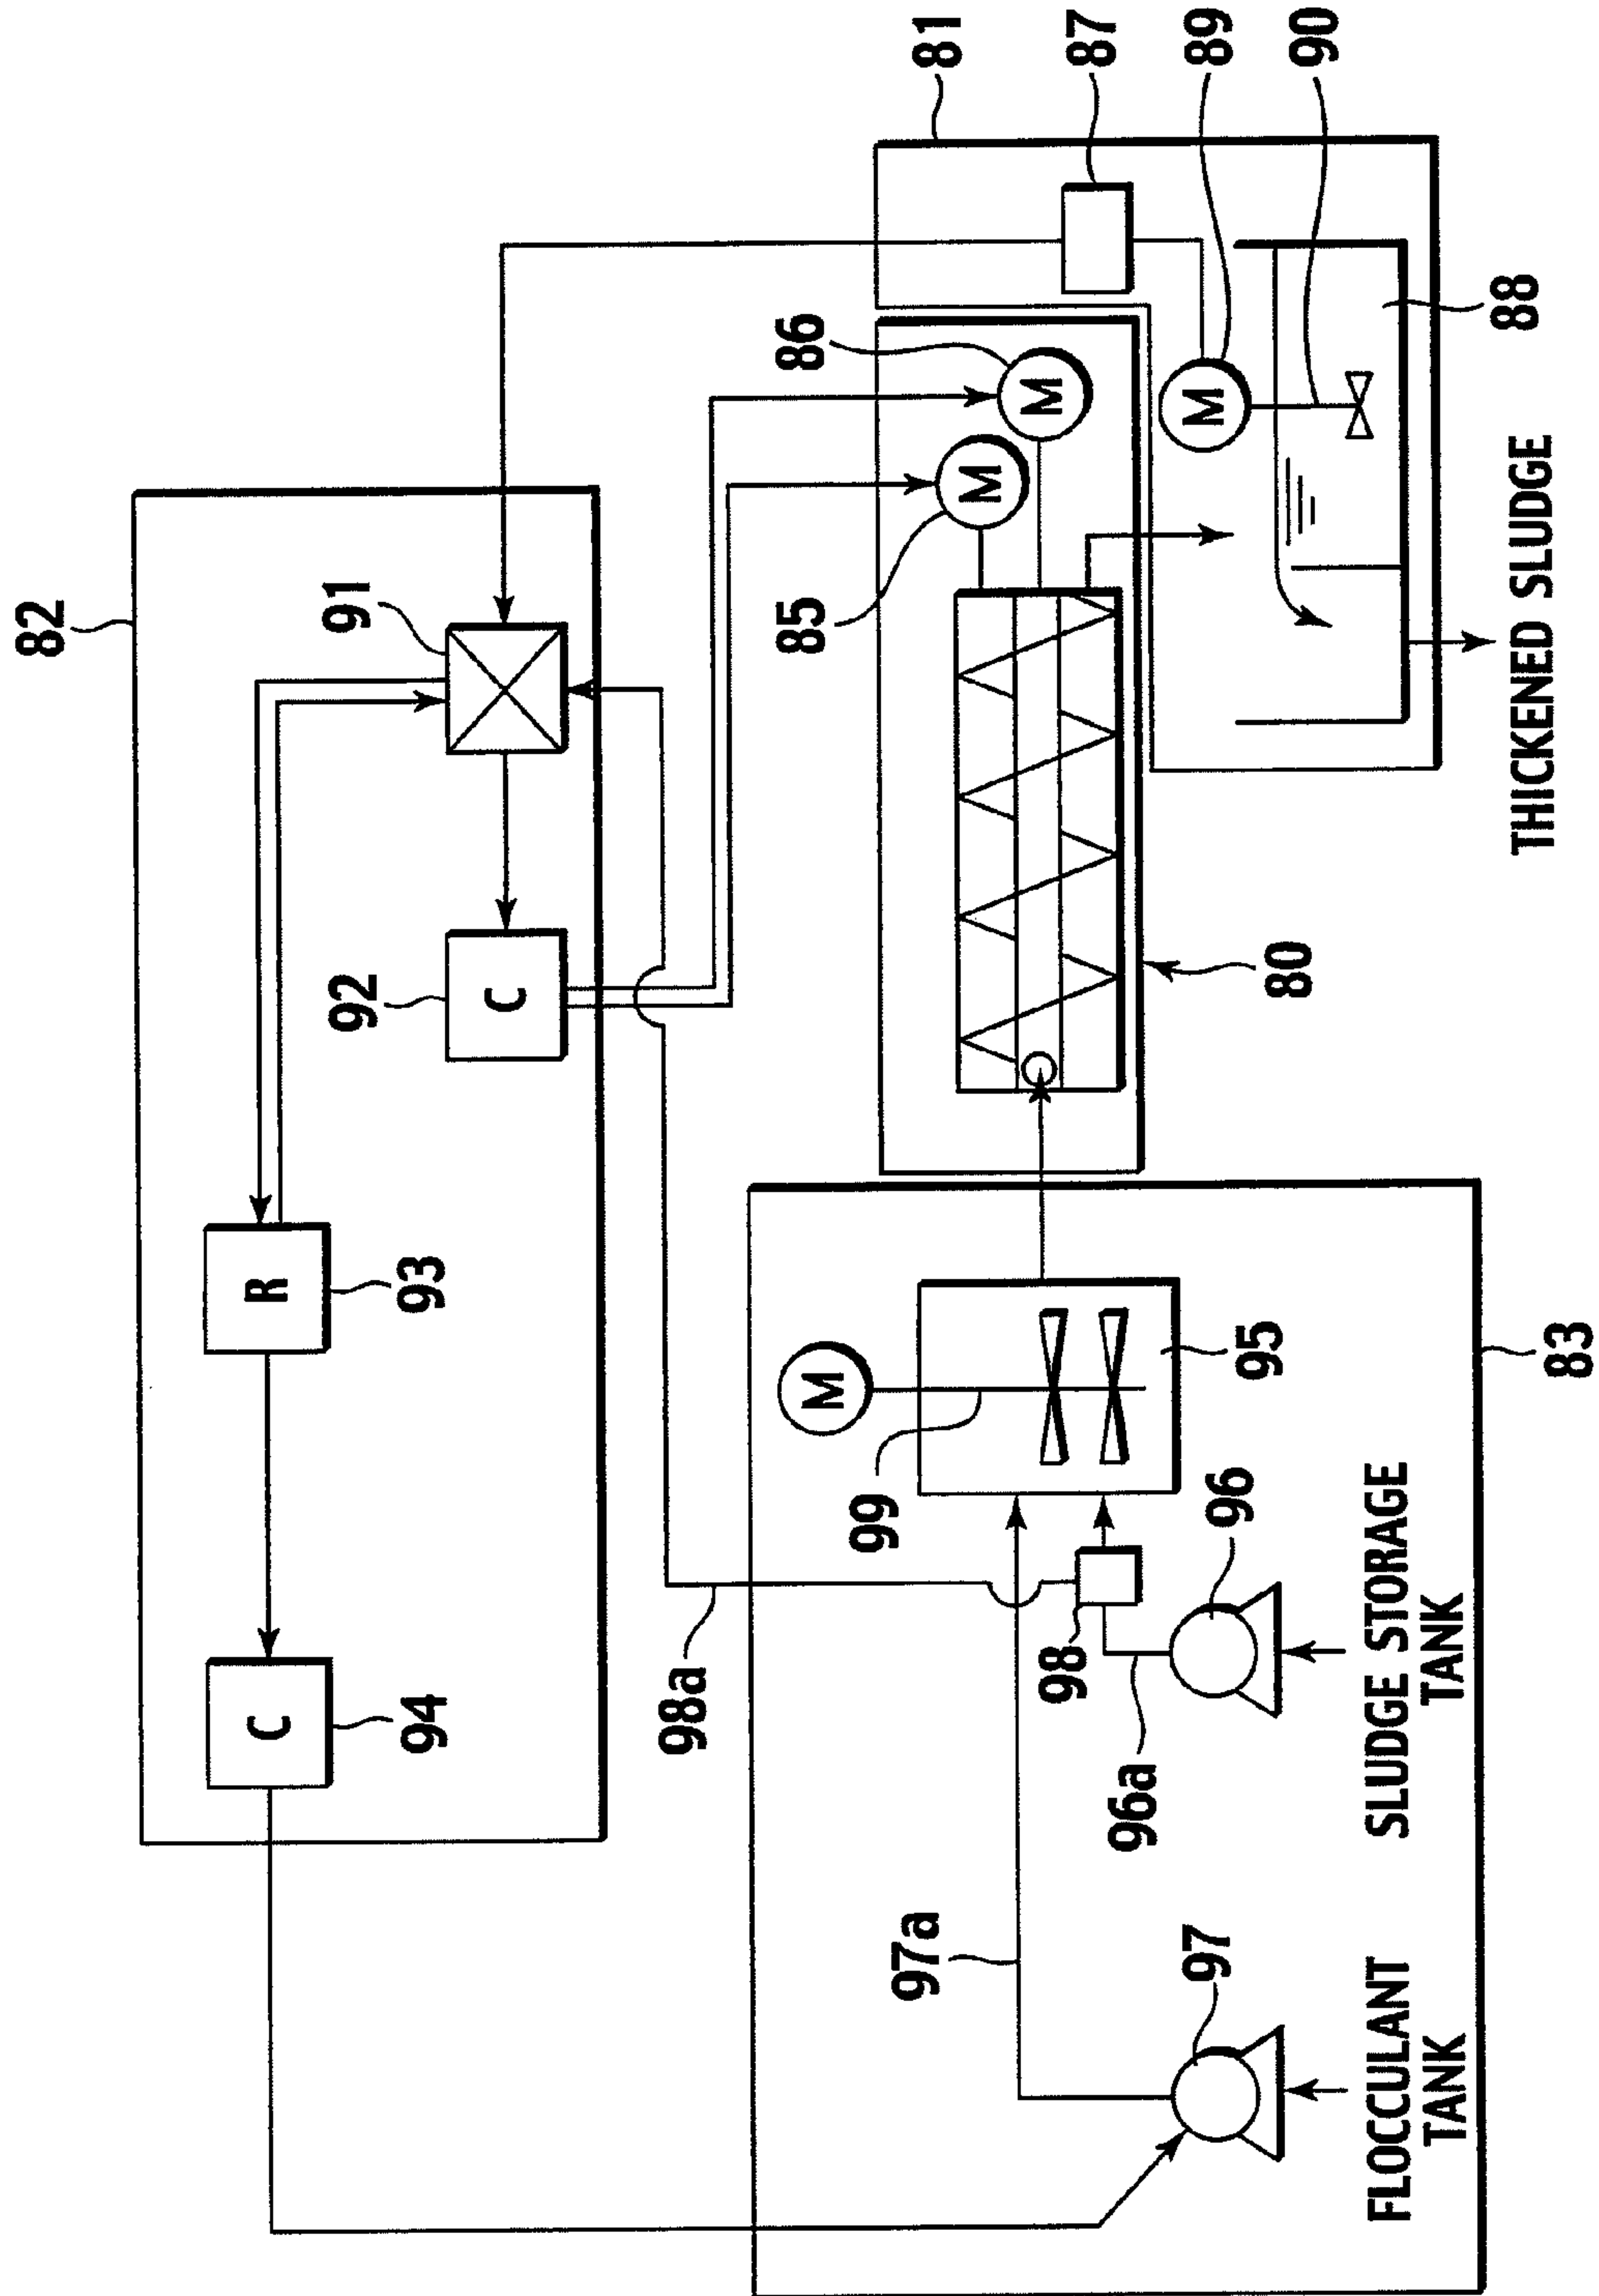 82
C
R
91
92
94
93
C
98a
M
85
86
99
97a
81
M
M
98
87
96a
97
96
M
89
95
80
90
FLOCCULANT
TANK
SLUDGE STORAGE
TANK
88
THICKENED SLUDGE
83